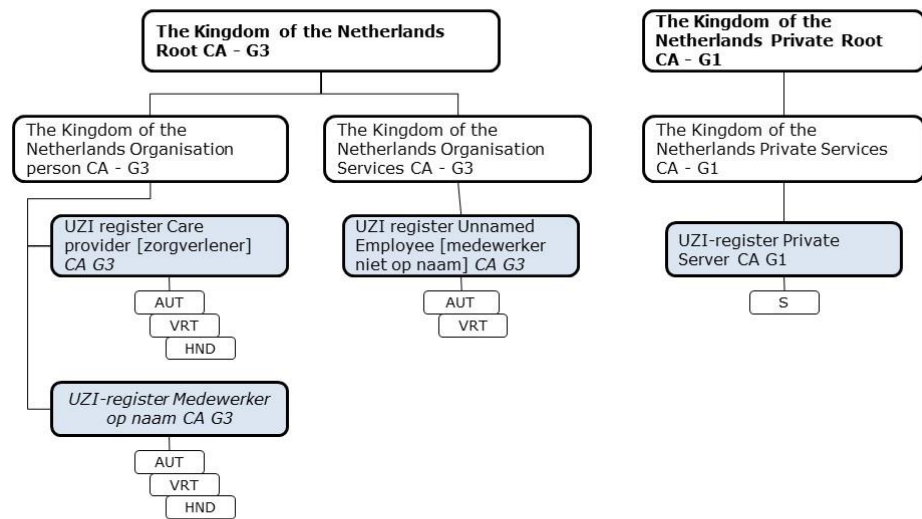 The Kingdom of the Netherlands
Root CA - G3
The Kingdom of the
Netherlands Private Root
CA - G1
The Kingdom of the
Netherlands Organisation
person CA - G3
The Kingdom of the
Netherlands Organisation
Services CA - G3
The Kingdom of the
Netherlands Private Services
CA - G1
UZI register Care
provider [zorgverlener]
CA G3
AUT
VRT
HND
UZI register Unnamed
Employee [medewerker
niet op naam] CA G3
AUT
VRT
UZI-register Private
Server CA G1
S
UZI-register Medewerker
op naam CA G3
AUT
VRT
HND